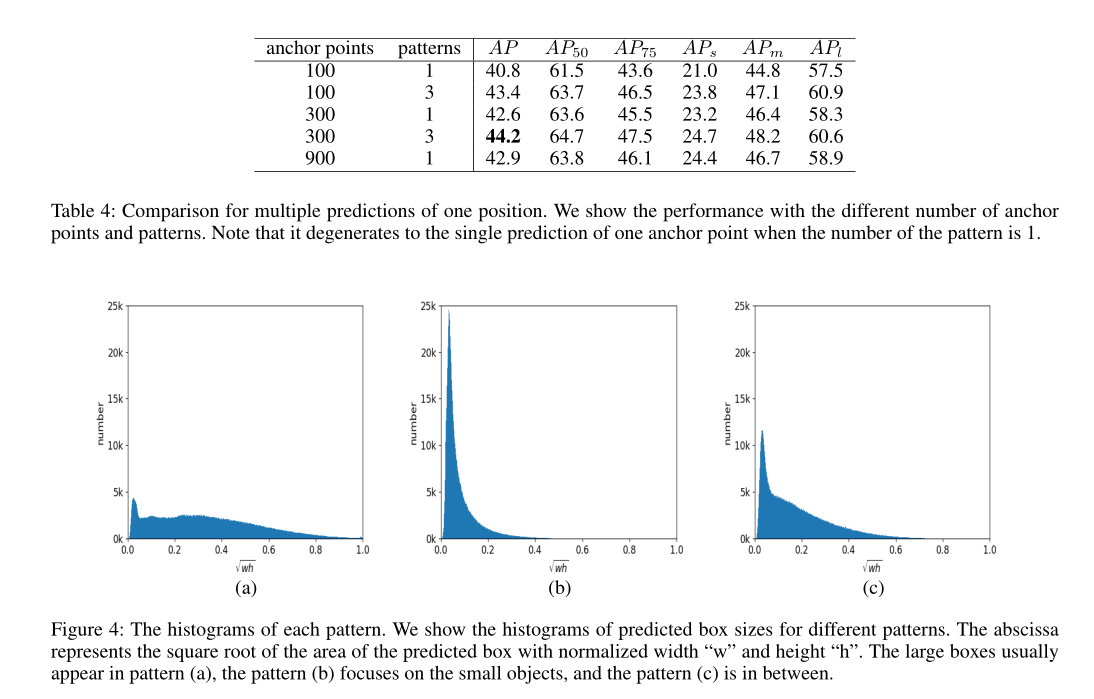 anchor points patterns AP AP50 AP75 APs APm APl
100 1 40.8 61.5 43.6 21.0 44.8 57.5
100 3 43.4 63.7 46.5 23.8 47.1 60.9
300 1 42.6 63.6 45.5 23.2 46.4 58.3
300 3 44.2 64.7 47.5 24.7 48.2 60.6
900 1 42.9 63.8 46.1 24.4 46.7 58.9
Table 4: Comparison for multiple predictions of one position. We show the performance with the different number of anchor
points and patterns. Note that it degenerates to the single prediction of one anchor point when the number of the pattern is 1.
25k
20k
15k
10k
5k
0k
number
0.0 0.2 0.4 0.6 0.8 1.0
√wh
(a)
25k
20k
15k
10k
5k
0k
number
0.0 0.2 0.4 0.6 0.8 1.0
√wh
(b)
25k
20k
15k
10k
5k
0k
number
0.0 0.2 0.4 0.6 0.8 1.0
√wh
(c)
Figure 4: The histograms of each pattern. We show the histograms of predicted box sizes for different patterns. The abscissa
represents the square root of the area of the predicted box with normalized width “w” and height “h”. The large boxes usually
appear in pattern (a), the pattern (b) focuses on the small objects, and the pattern (c) is in between.